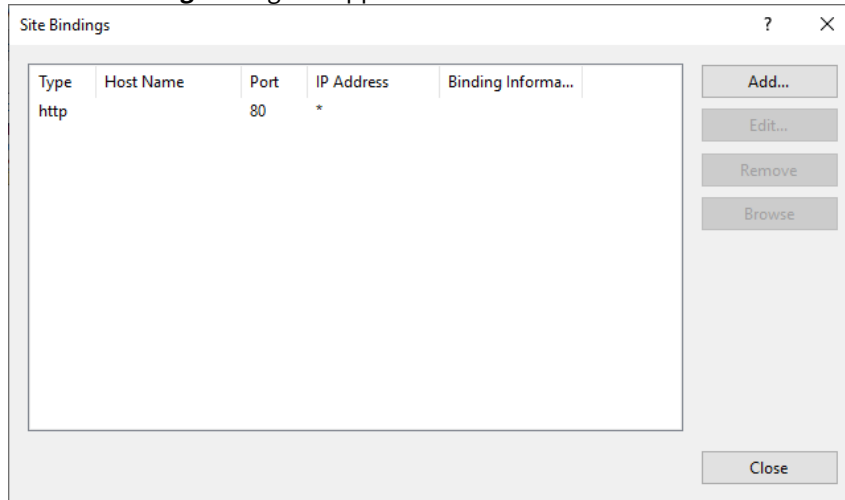 Site Bindings ? ×
Type Host Name Port IP Address Binding Informa... Add...
http 80 *
Edit...
Remove
Browse
Close